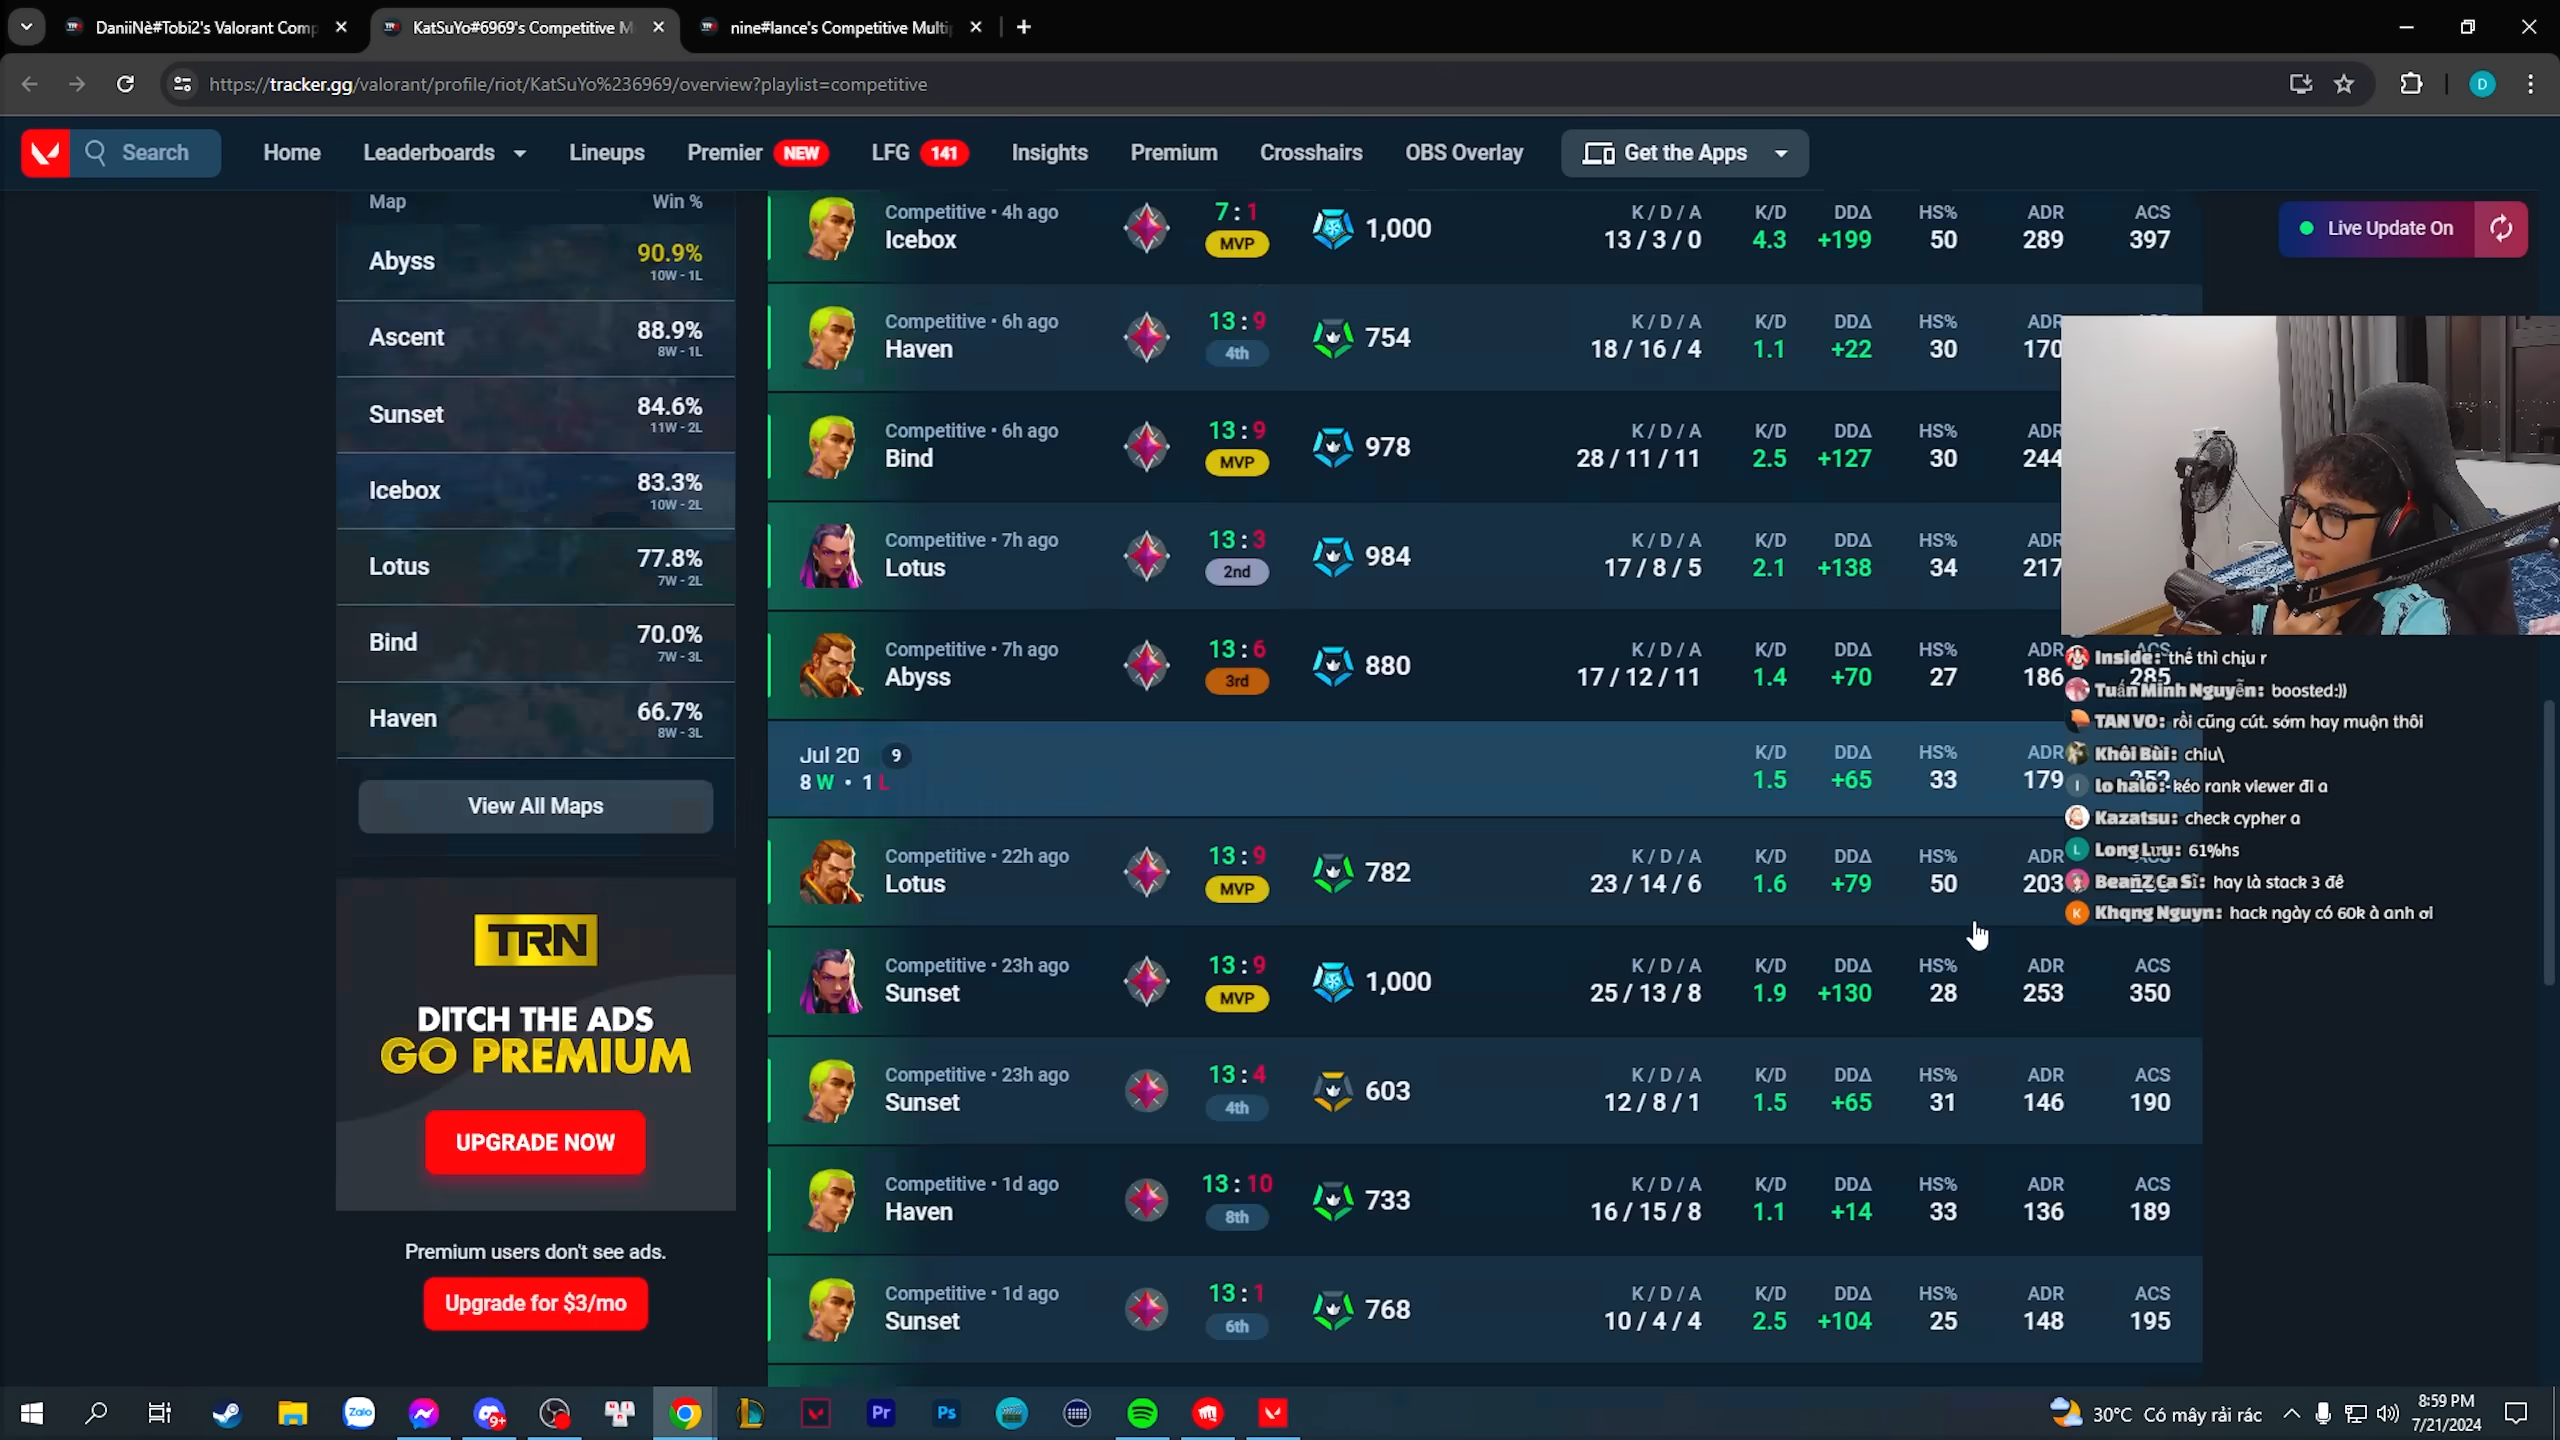 DaniiNè#Tobi2's Valorant Comp
KatSuYo#6969's Competitive M
nine#lance's Competitive Multip
https://tracker.gg/valorant/profile/riot/KatSuYo%236969/overview?playlist=competitive
D
Search
Home
Leaderboards
Lineups
Premier NEW
LFG 141
Insights
Premium
Crosshairs
OBS Overlay
Get the Apps
Live Update On
Map Win %
Abyss 90.9%
10W - 1L
Ascent 88.9%
8W - 1L
Sunset 84.6%
11W - 2L
Icebox 83.3%
10W - 2L
Lotus 77.8%
7W - 2L
Bind 70.0%
7W - 3L
Haven 66.7%
8W - 3L
View All Maps
TRN
DITCH THE ADS
GO PREMIUM
UPGRADE NOW
Premium users don't see ads.
Upgrade for $3/mo
Competitive • 4h ago 7 : 1 K / D / A K/D DDΔ HS% ADR ACS
Icebox MVP 1,000 13 / 3 / 0 4.3 +199 50 289 397
Competitive • 6h ago 13 : 9 K / D / A K/D DDΔ HS% ADR
Haven 4th 754 18 / 16 / 4 1.1 +22 30 170
Competitive • 6h ago 13 : 9 K / D / A K/D DDΔ HS% ADR
Bind MVP 978 28 / 11 / 11 2.5 +127 30 244
Competitive • 7h ago 13 : 3 K / D / A K/D DDΔ HS% ADR
Lotus 2nd 984 17 / 8 / 5 2.1 +138 34 217
Competitive • 7h ago 13 : 6 K / D / A K/D DDΔ HS% ADR ACS
Abyss 3rd 880 17 / 12 / 11 1.4 +70 27 186 285
Jul 20 9 K/D DDΔ HS% ADR
8 W • 1 L 1.5 +65 33 179 252
Competitive • 22h ago 13 : 9 K / D / A K/D DDΔ HS% ADR ACS
Lotus MVP 782 23 / 14 / 6 1.6 +79 50 203
Competitive • 23h ago 13 : 9 K / D / A K/D DDΔ HS% ADR ACS
Sunset MVP 1,000 25 / 13 / 8 1.9 +130 28 253 350
Competitive • 23h ago 13 : 4 K / D / A K/D DDΔ HS% ADR ACS
Sunset 4th 603 12 / 8 / 1 1.5 +65 31 146 190
Competitive • 1d ago 13 : 10 K / D / A K/D DDΔ HS% ADR ACS
Haven 8th 733 16 / 15 / 8 1.1 +14 33 136 189
Competitive • 1d ago 13 : 1 K / D / A K/D DDΔ HS% ADR ACS
Sunset 6th 768 10 / 4 / 4 2.5 +104 25 148 195
Inside: thế thì chịu r
Tuấn Minh Nguyễn: boosted:))
TAN VO: rồi cũng cút. sớm hay muộn thôi
Khôi Bùi: chiu\
I lo halo: kéo rank viewer đi a
Kazatsu: check cypher a
L Long Lưu: 61%hs
BeanZ Ca Sĩ: hay là stack 3 đê
K Khqng Nguyn: hack ngày có 60k à anh ơi
Zalo
9+
Pr
Ps
30°C Có mây rải rác
8:59 PM
7/21/2024